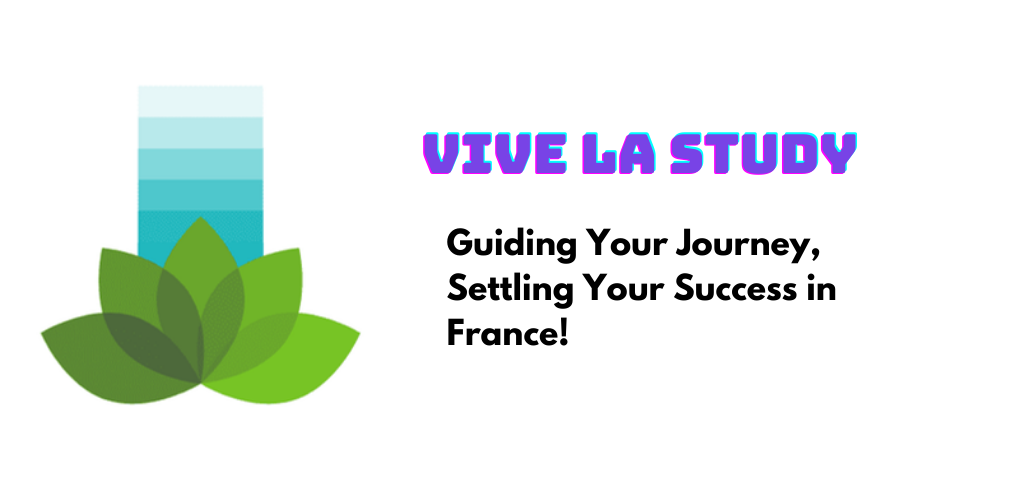 VIVE LA STUDY
Guiding Your Journey,
Settling Your Success in
France!